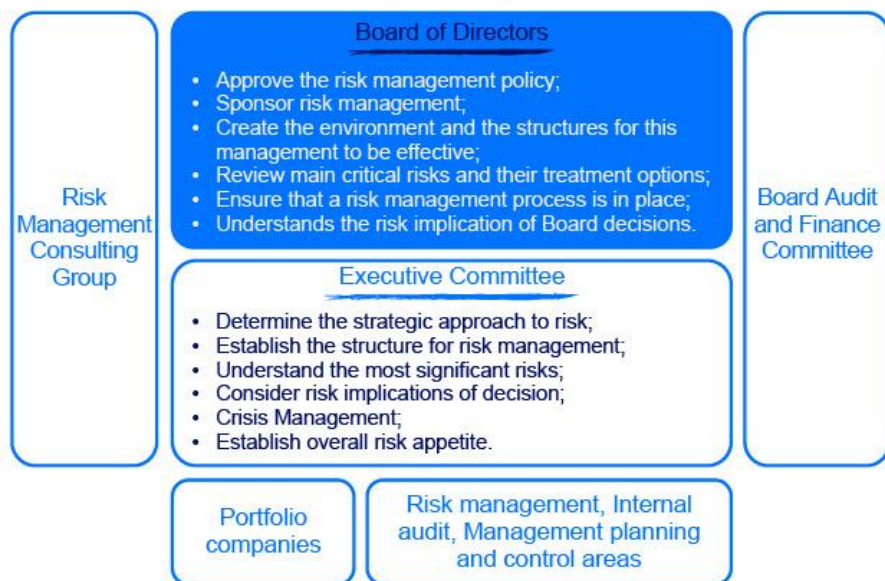 Risk
Management
Consulting
Group
Board of Directors
• Approve the risk management policy;
• Sponsor risk management;
• Create the environment and the structures for this
management to be effective;
• Review main critical risks and their treatment options;
• Ensure that a risk management process is in place;
• Understands the risk implication of Board decisions.
Executive Committee
• Determine the strategic approach to risk;
• Establish the structure for risk management;
• Understand the most significant risks;
• Consider risk implications of decision;
• Crisis Management;
• Establish overall risk appetite.
Board Audit
and Finance
Committee
Portfolio
companies
Risk management, Internal
audit, Management planning
and control areas